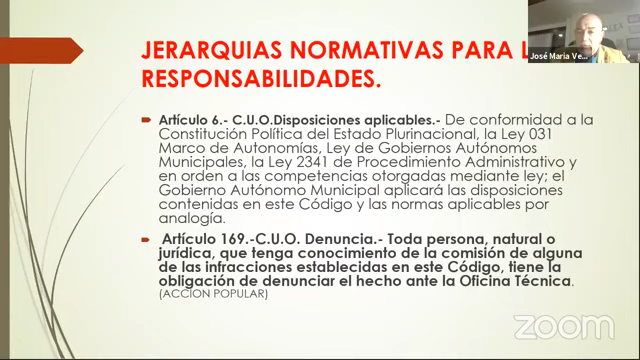 JERARQUIAS NORMATIVAS PARA
RESPONSABILIDADES.
José Maria Ve...
Artículo 6.- C.U.O.Disposiciones aplicables.- De conformidad a la
Constitución Política del Estado Plurinacional, la Ley 031
Marco de Autonomías, Ley de Gobiernos Autónomos
Municipales, la Ley 2341 de Procedimiento Administrativo y
en orden a las competencias otorgadas mediante ley; el
Gobierno Autónomo Municipal aplicará las disposiciones
contenidas en este Código y las normas aplicables por
analogía.
Artículo 169.-C.U.O. Denuncia.- Toda persona, natural o
jurídica, que tenga conocimiento de la comisión de alguna
de las infracciones establecidas en este Código, tiene la
obligación de denunciar el hecho ante la Oficina Técnica.
(ACCION POPULAR)
zoom